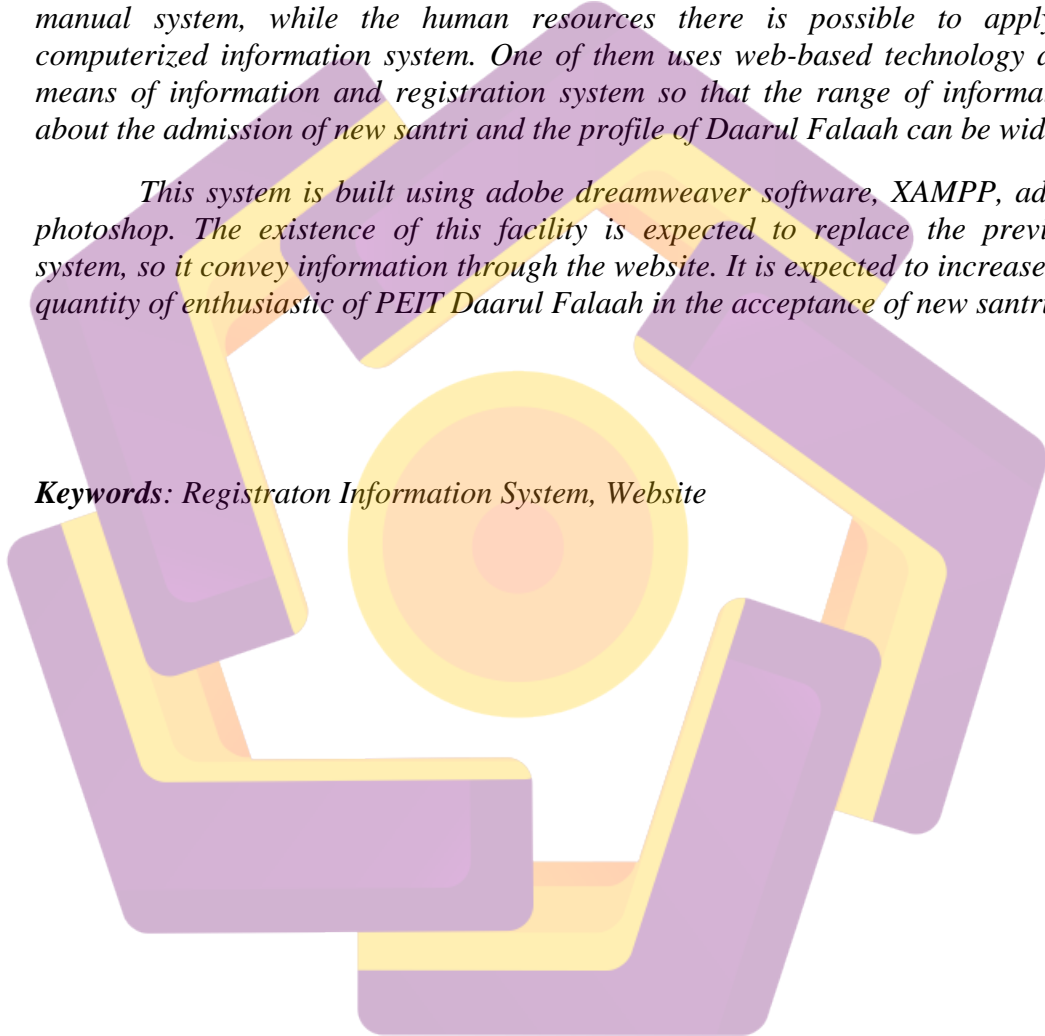 manual system, while the human resources there is possible to apply
computerized information system. One of them uses web-based technology
means of information and registration system so that the range of
about the admission of new santri and the profile of Daarul Falaah can be
This system is built using adobe dreamweaver software, XAMPP,
photoshop. The existence of this facility is expected to replace the
system, so it convey information through the website. It is expected to increase
quantity of enthusiastic of PEIT Daarul Falaah in the acceptance of new santri
Keywords: Registraton Information System, Website